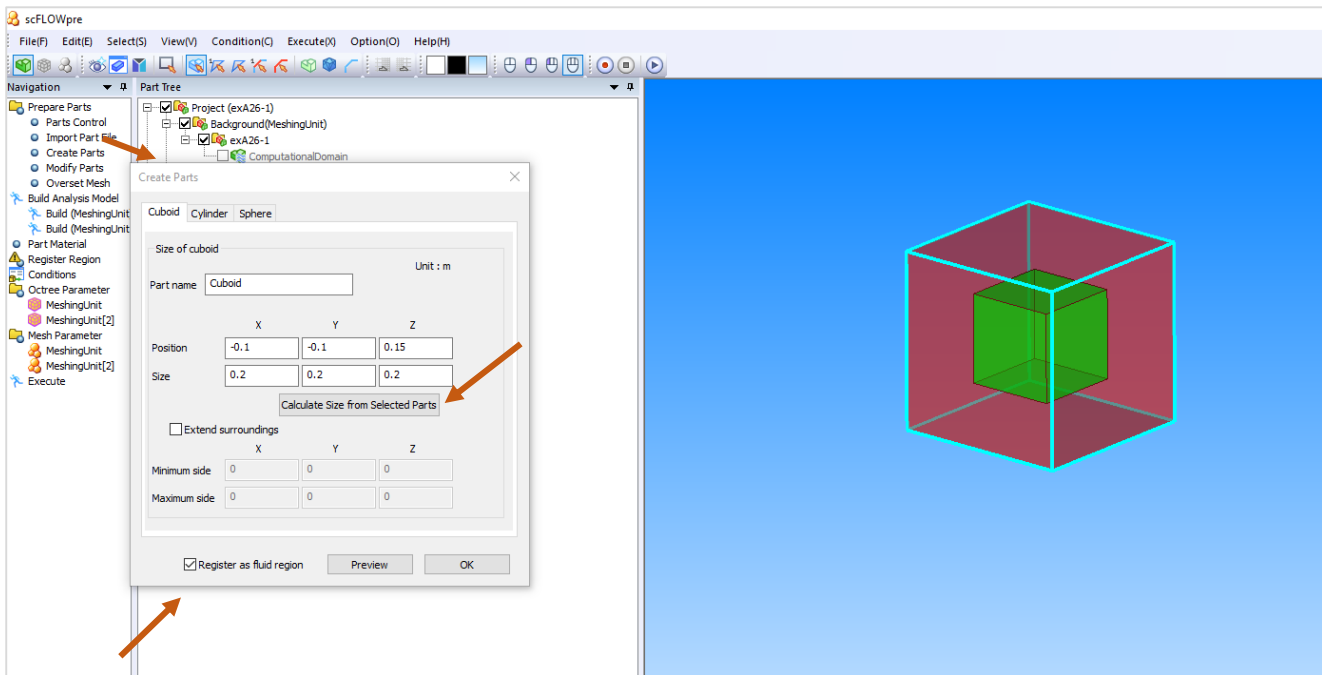 scFLOWpre
File(F) Edit(E) Select(S) View(V) Condition(C) Execute(X) Option(O) Help(H)
Navigation
Prepare Parts
Parts Control
Import Part File
Create Parts
Modify Parts
Overset Mesh
Build Analysis Model
Build (MeshingUnit
Build (MeshingUnit
Part Material
Register Region
Conditions
Octree Parameter
MeshingUnit
MeshingUnit[2]
Mesh Parameter
MeshingUnit
MeshingUnit[2]
Execute
Part Tree
Project (exA26-1)
Background(MeshingUnit)
exA26-1
ComputationalDomain
Create Parts
Cuboid Cylinder Sphere
Size of cuboid
Unit : m
Part name Cuboid
X Y Z
Position -0.1 -0.1 0.15
Size 0.2 0.2 0.2
Calculate Size from Selected Parts
Extend surroundings
X Y Z
Minimum side 0 0 0
Maximum side 0 0 0
Register as fluid region Preview OK